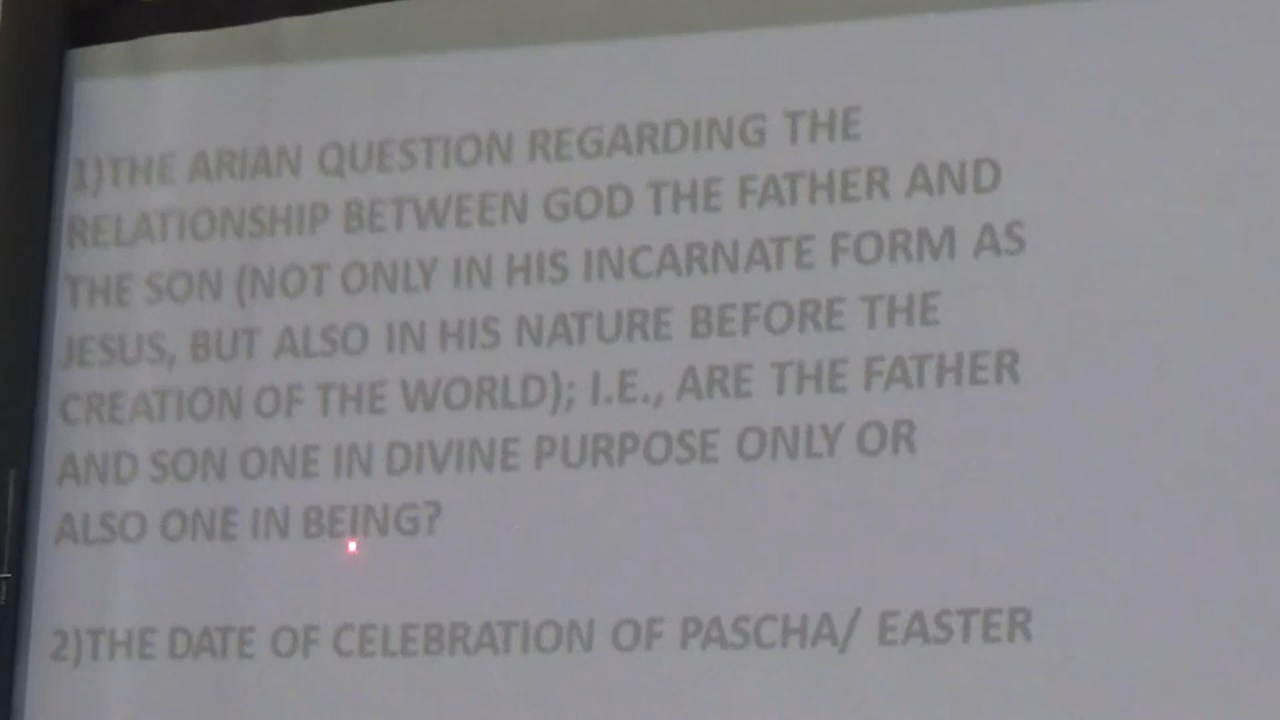 1)THE ARIAN QUESTION REGARDING THE
RELATIONSHIP BETWEEN GOD THE FATHER AND
THE SON (NOT ONLY IN HIS INCARNATE FORM AS
JESUS, BUT ALSO IN HIS NATURE BEFORE THE
CREATION OF THE WORLD); I.E., ARE THE FATHER
AND SON ONE IN DIVINE PURPOSE ONLY OR
ALSO ONE IN BEING?
2)THE DATE OF CELEBRATION OF PASCHA/ EASTER